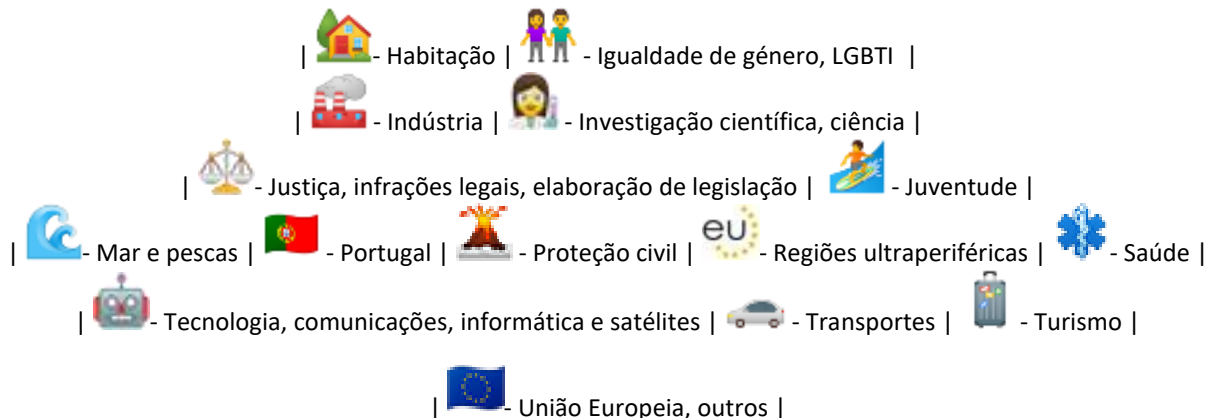 | - Habitação | - Igualdade de género, LGBTI |
| - Indústria | - Investigação científica, ciência |
| - Justiça, infrações legais, elaboração de legislação | - Juventude |
| - Mar e pescas | - Portugal | - Proteção civil | eu - Regiões ultraperiféricas | - Saúde |
| - Tecnologia, comunicações, informática e satélites | - Transportes | - Turismo |
| - União Europeia, outros |